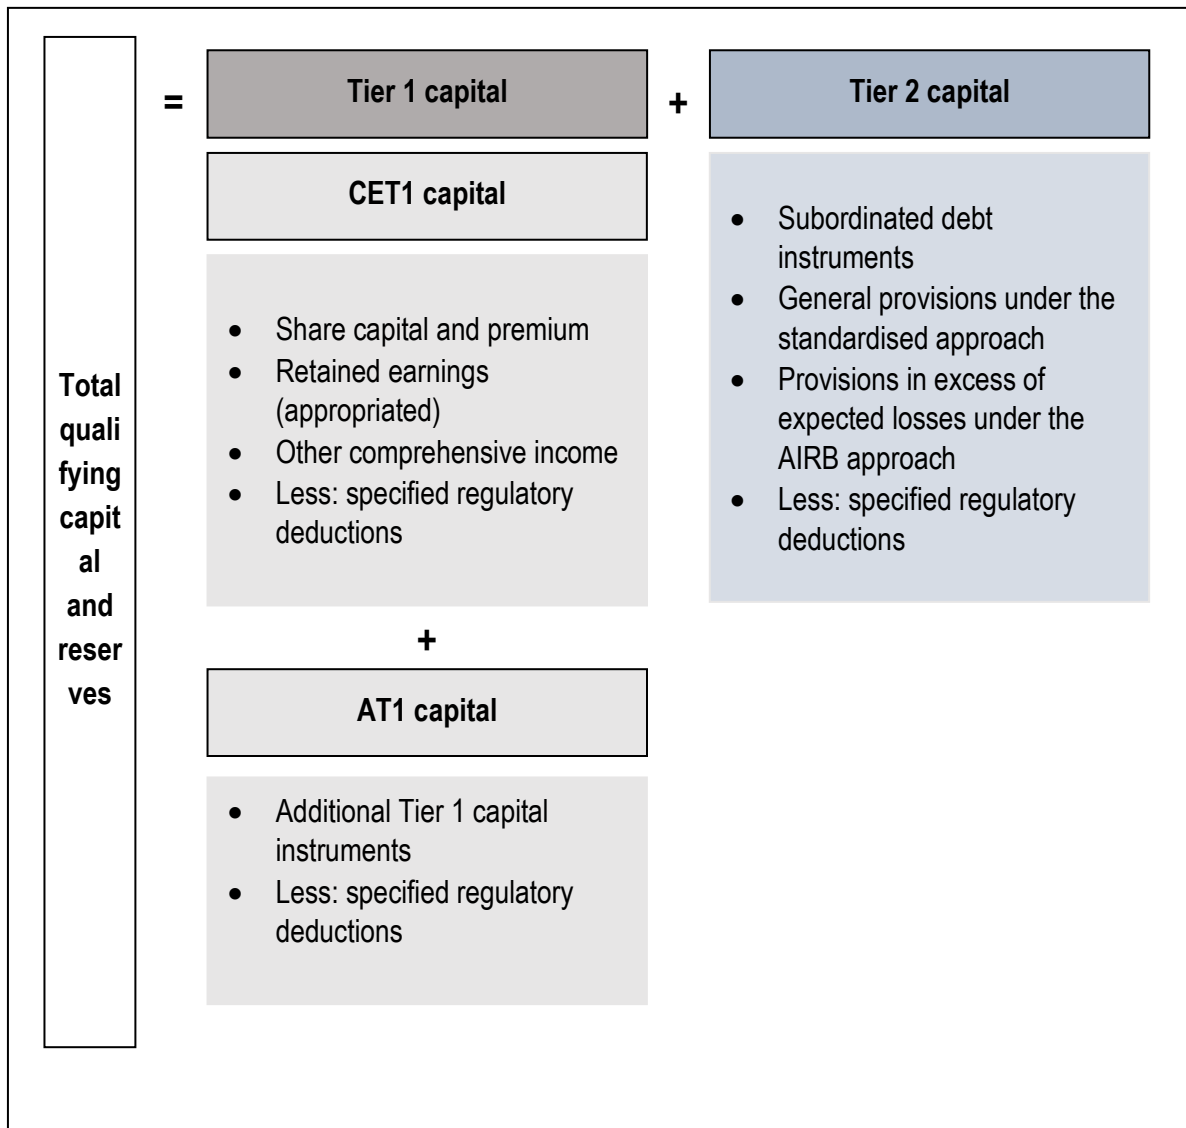 Total
quali
fying
capit
al
and
reser
ves
=
Tier 1 capital
+
Tier 2 capital
CET1 capital
• Share capital and premium
• Retained earnings
(appropriated)
• Other comprehensive income
• Less: specified regulatory
deductions
+
AT1 capital
• Additional Tier 1 capital
instruments
• Less: specified regulatory
deductions
• Subordinated debt
instruments
• General provisions under the
standardised approach
• Provisions in excess of
expected losses under the
AIRB approach
• Less: specified regulatory
deductions